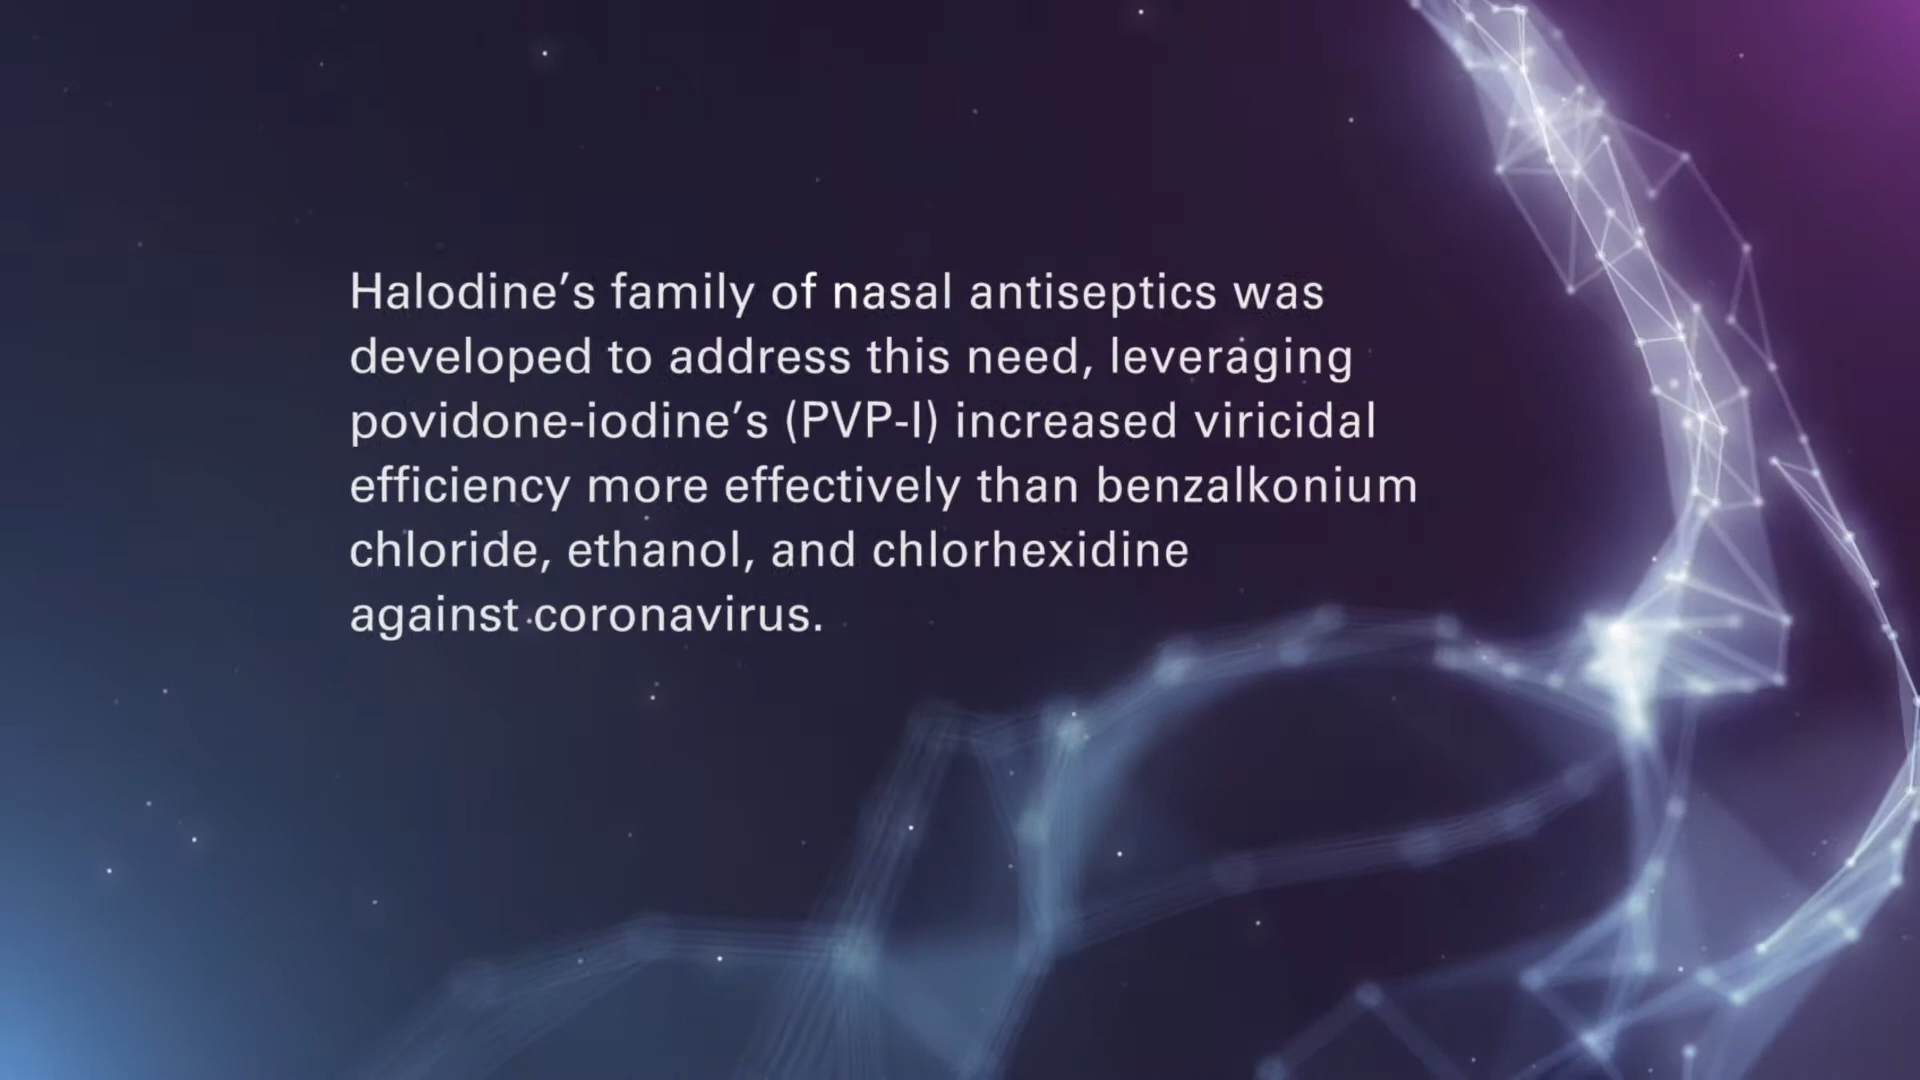 Halodine’s family of nasal antiseptics was
developed to address this need, leveraging
povidone-iodine’s (PVP-I) increased viricidal
efficiency more effectively than benzalkonium
chloride, ethanol, and chlorhexidine
against coronavirus.